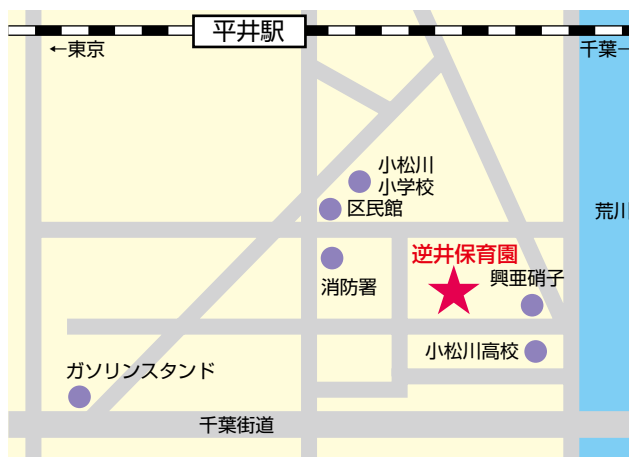 平井駅
←東京
千葉→
小松川
小学校
区民館
荒川
逆井保育園
消防署
興亜硝子
小松川高校
ガソリンスタンド
千葉街道